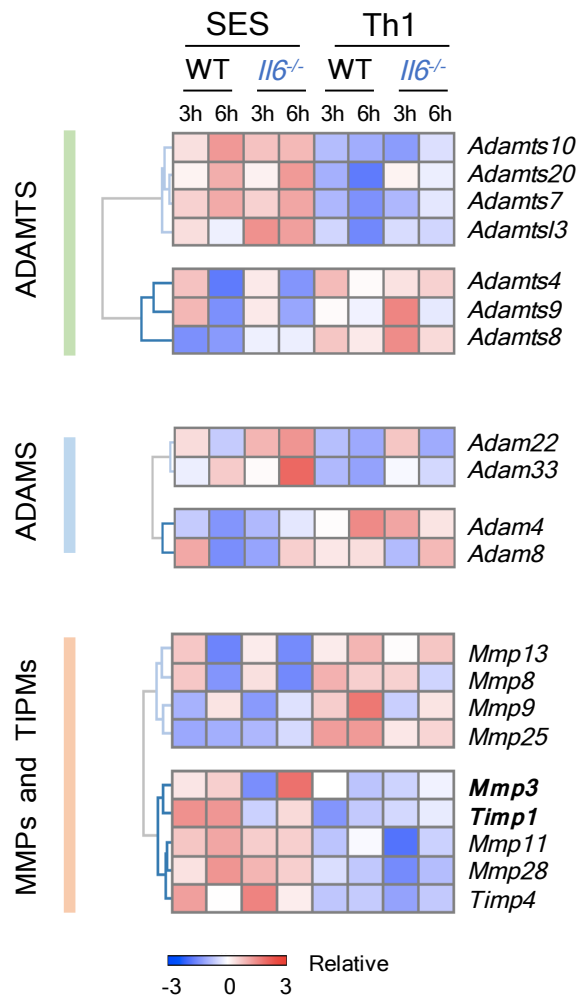 SES Th1
WT Il6-/- WT Il6-/-
3h 6h 3h 6h 3h 6h 3h 6h
ADAMTS
Adamts10
Adamts20
Adamts7
Adamtsl3
Adamts4
Adamts9
Adamts8
ADAMS
Adam22
Adam33
Adam4
Adam8
MMPs and TIPMs
Mmp13
Mmp8
Mmp9
Mmp25
Mmp3
Timp1
Mmp11
Mmp28
Timp4
Relative
-3 0 3